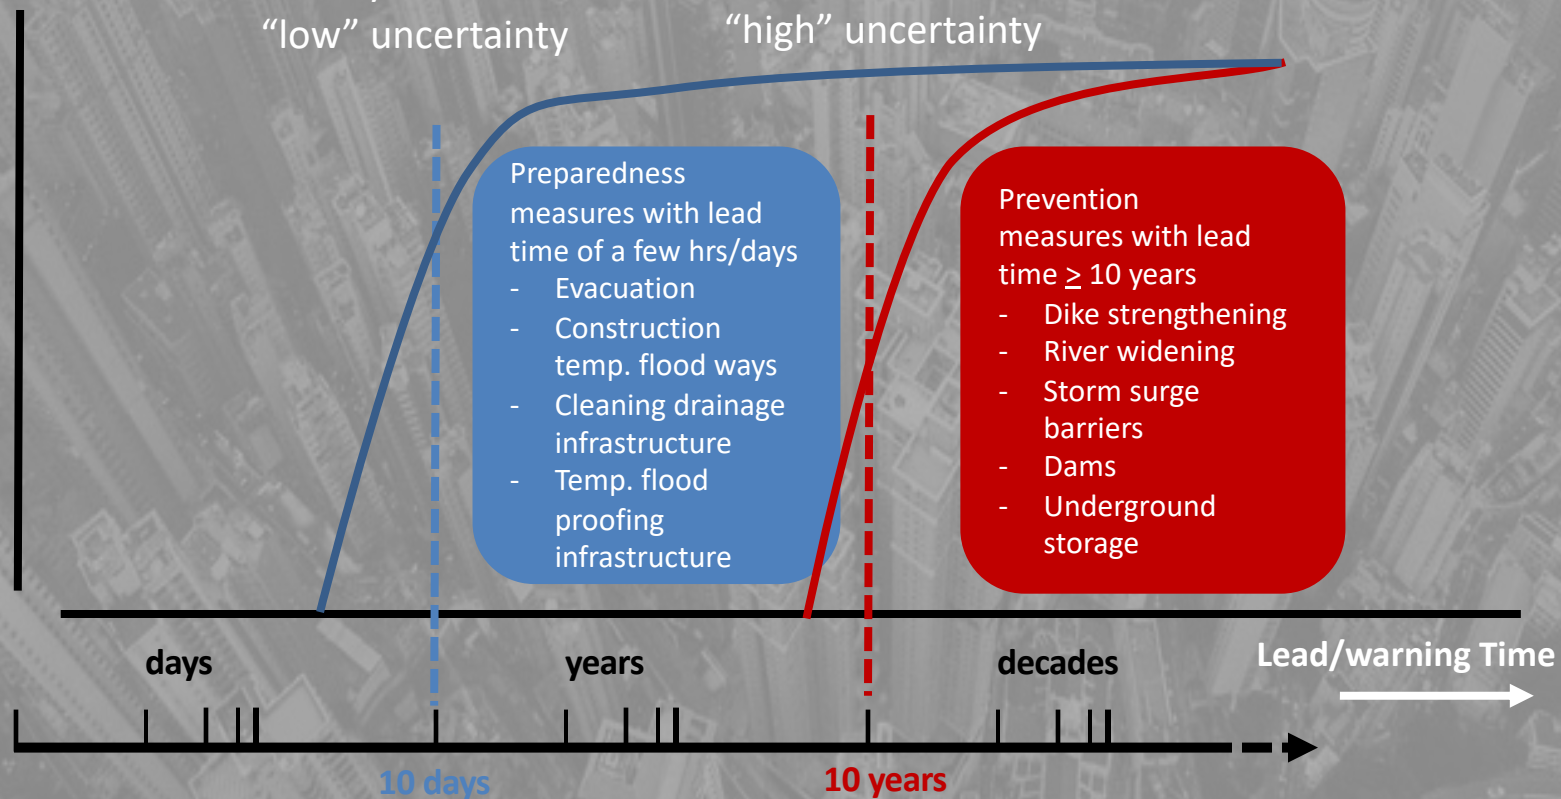 “low” uncertainty
“high” uncertainty
Preparedness
measures with lead
time of a few hrs/days
- Evacuation
- Construction
temp. flood ways
- Cleaning drainage
infrastructure
- Temp. flood
proofing
infrastructure
Prevention
measures with lead
time ≥ 10 years
- Dike strengthening
- River widening
- Storm surge
barriers
- Dams
- Underground
storage
days
years
decades
Lead/warning Time
10 days
10 years